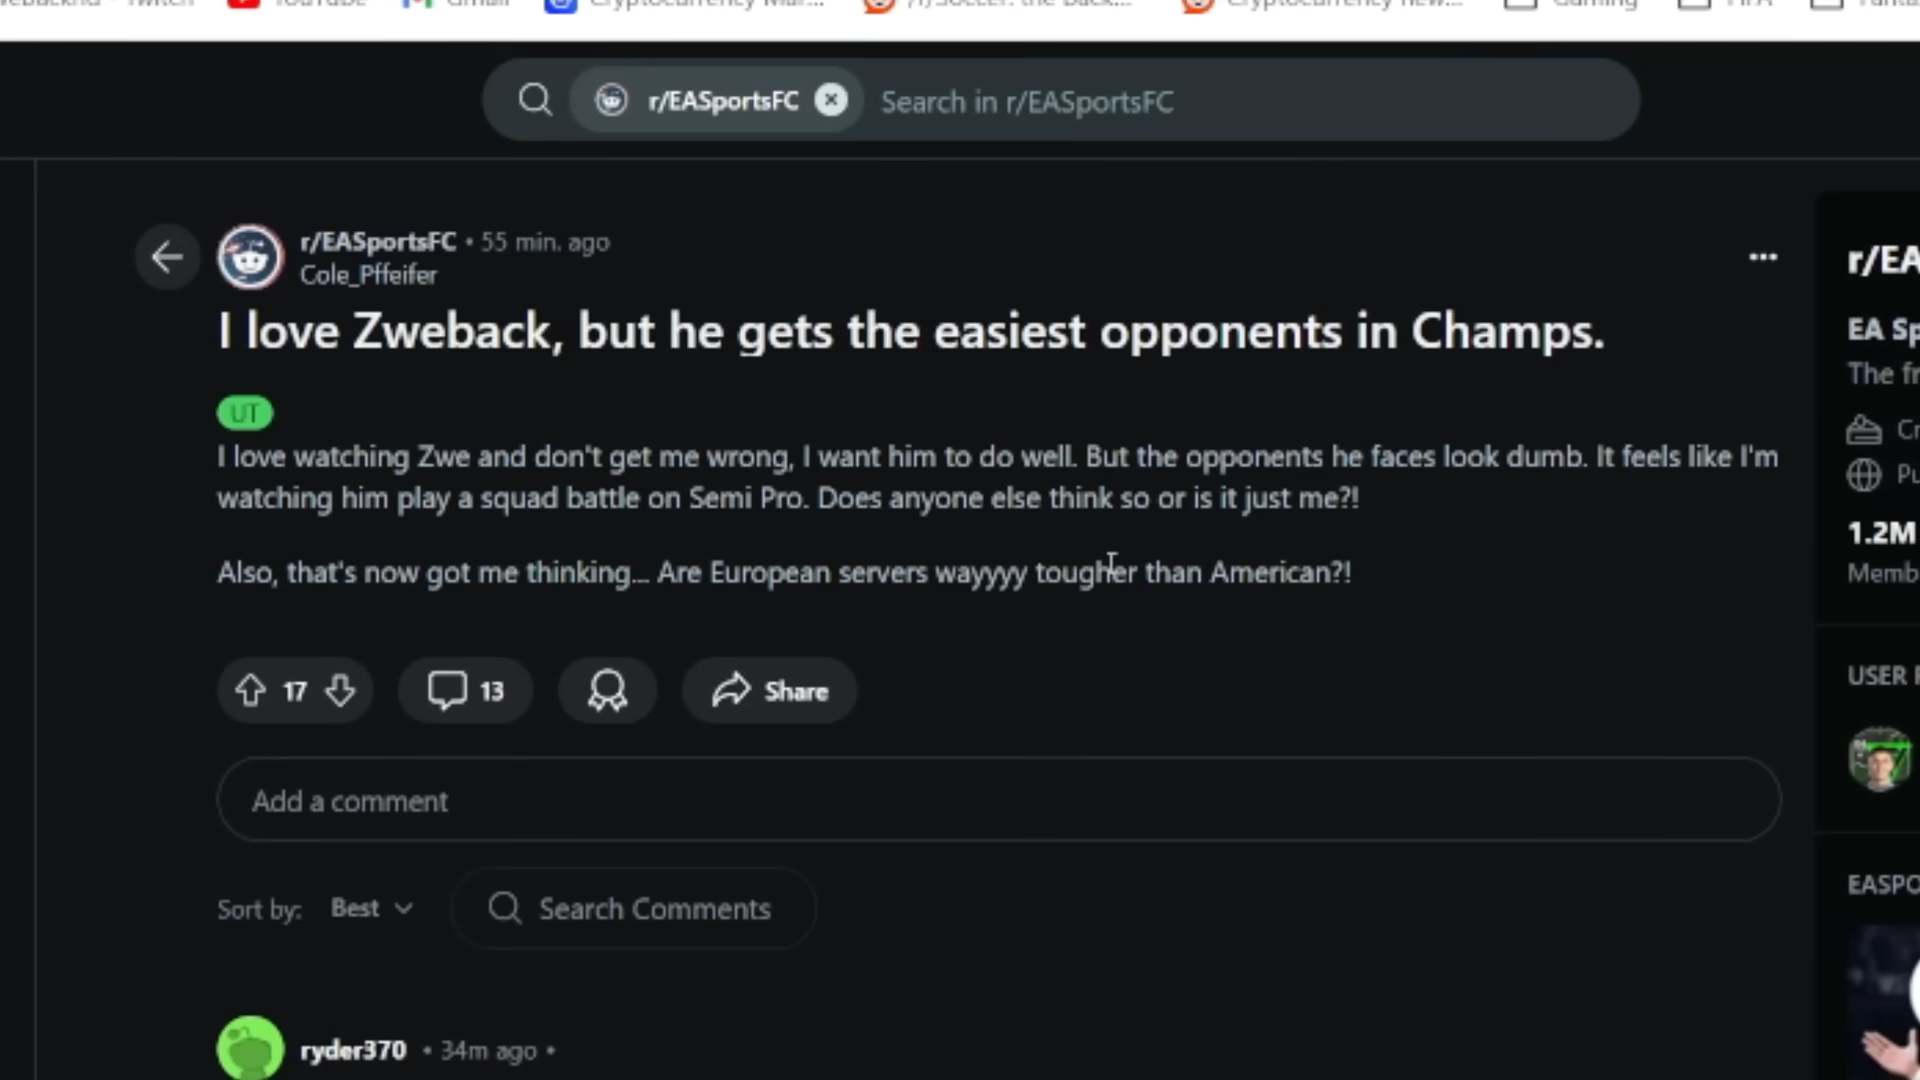 Twitch
YouTube
Gmail
Cryptocurrency Mar...
/r/Soccer: the back...
Cryptocurrency new...
Gaming
FIFA
r/EASportsFC
Search in r/EASportsFC
r/EASportsFC • 55 min. ago
Cole_Pffeifer
I love Zweback, but he gets the easiest opponents in Champs.
UT
I love watching Zwe and don't get me wrong, I want him to do well. But the opponents he faces look dumb. It feels like I'm
watching him play a squad battle on Semi Pro. Does anyone else think so or is it just me?!
Also, that's now got me thinking... Are European servers wayyyy tougher than American?!
17
13
Share
Add a comment
Sort by: Best
Search Comments
ryder370 • 34m ago •
r/EA
EA Sp
The fr
Cr
Pu
1.2M
Memb
USER
EASPO